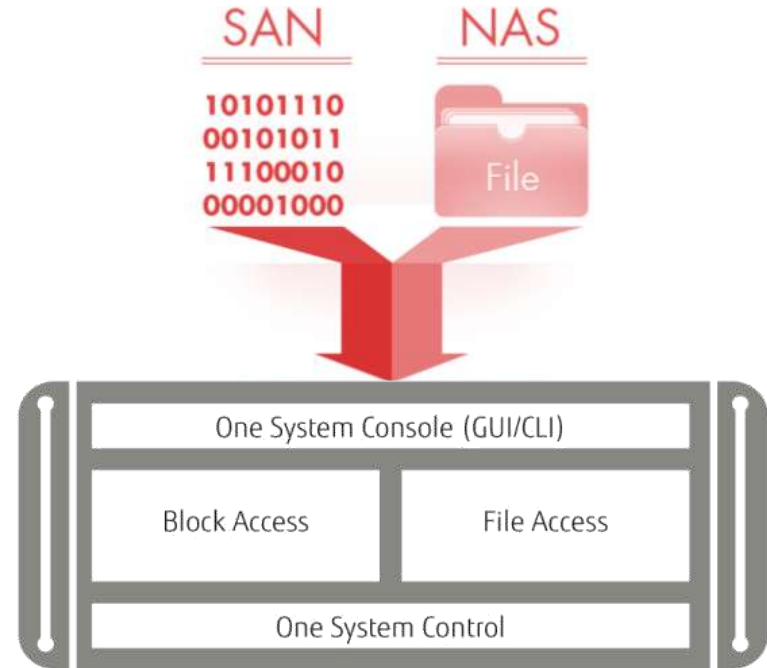 SAN
NAS
10101110
00101011
11100010
00001000
File
One System Console (GUI/CLI)
Block Access
File Access
One System Control